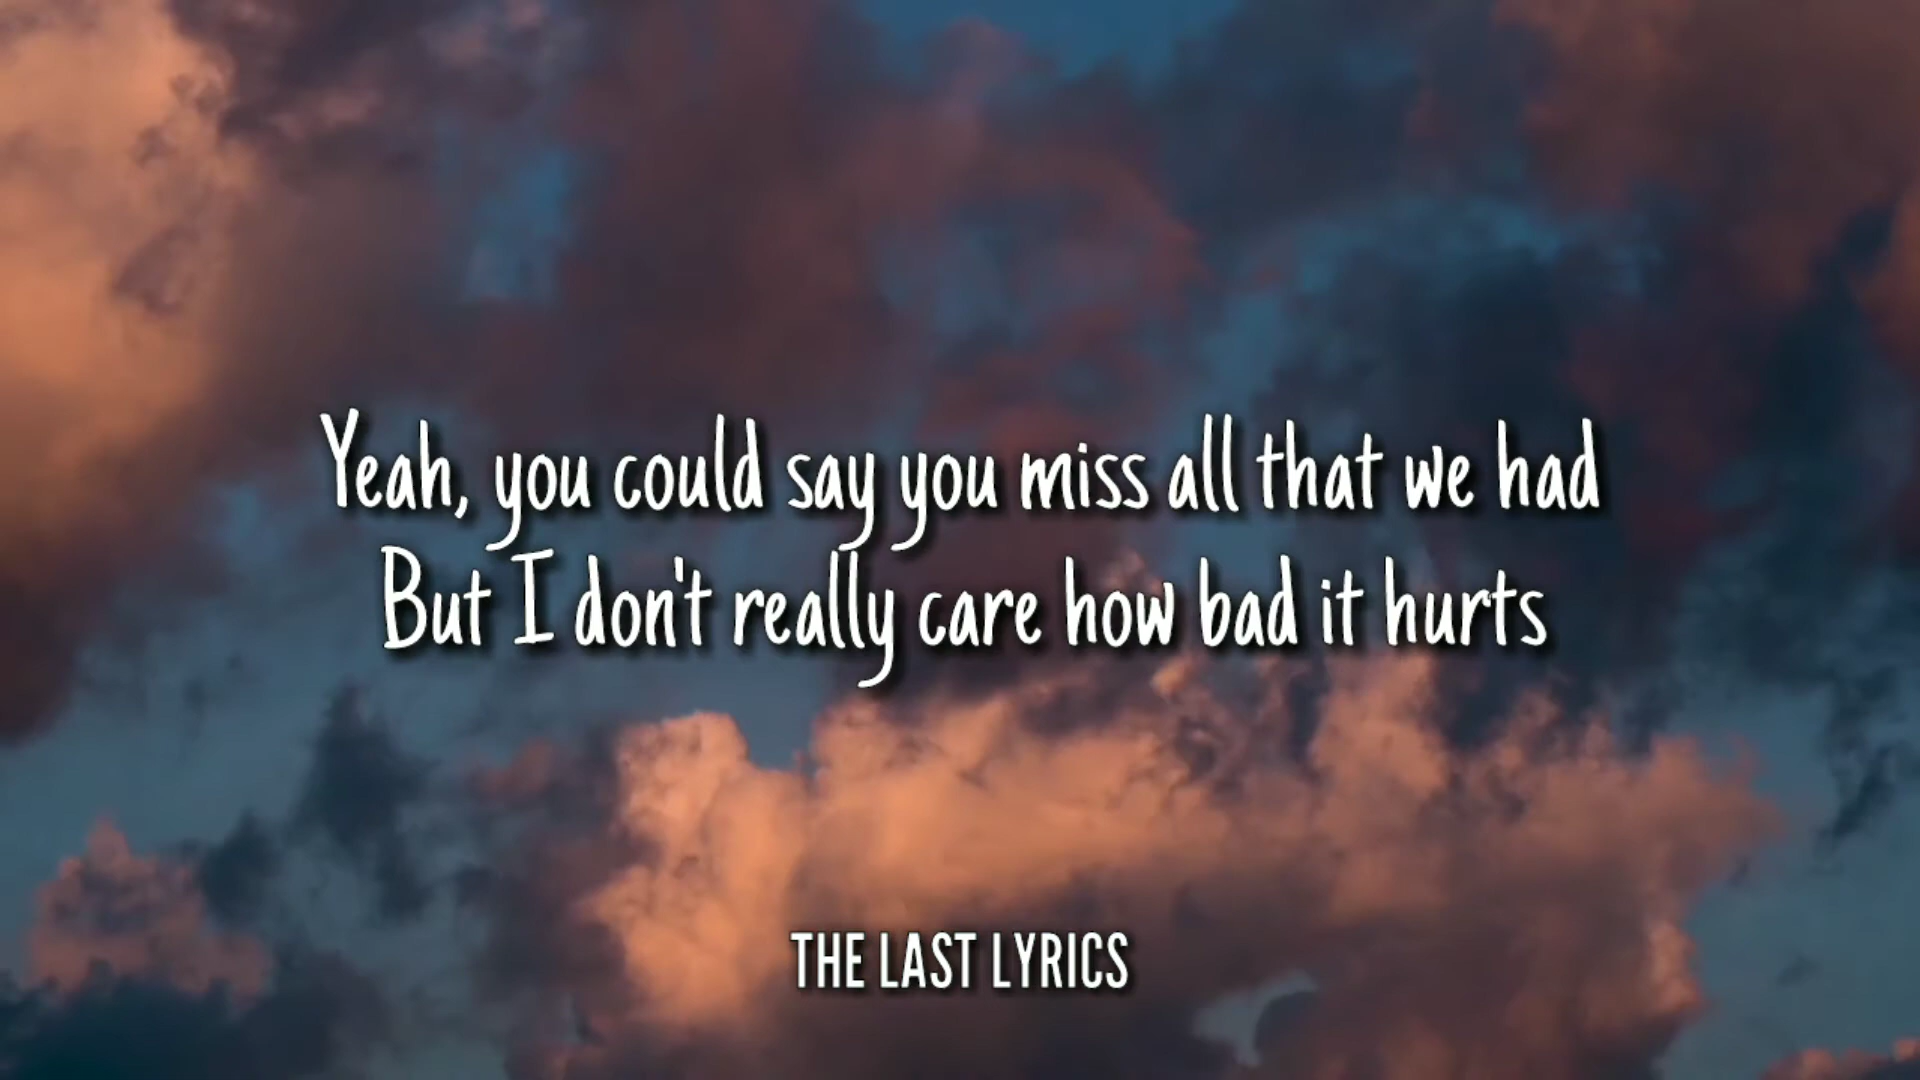 Yeah, you could say you miss all that we had
But I don't really care how bad it hurts
THE LAST LYRICS